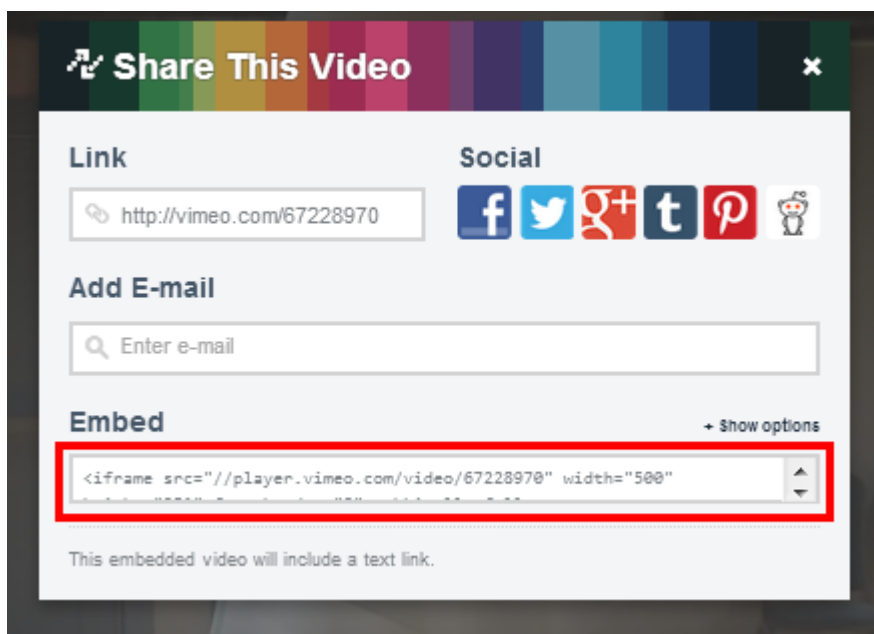 Share This Video
Link
Social
http://vimeo.com/67228970
f g+ t
Add E-mail
Enter e-mail
Embed
+ Show options
<iframe src="//player.vimeo.com/video/67228970" width="500"
This embedded video will include a text link.